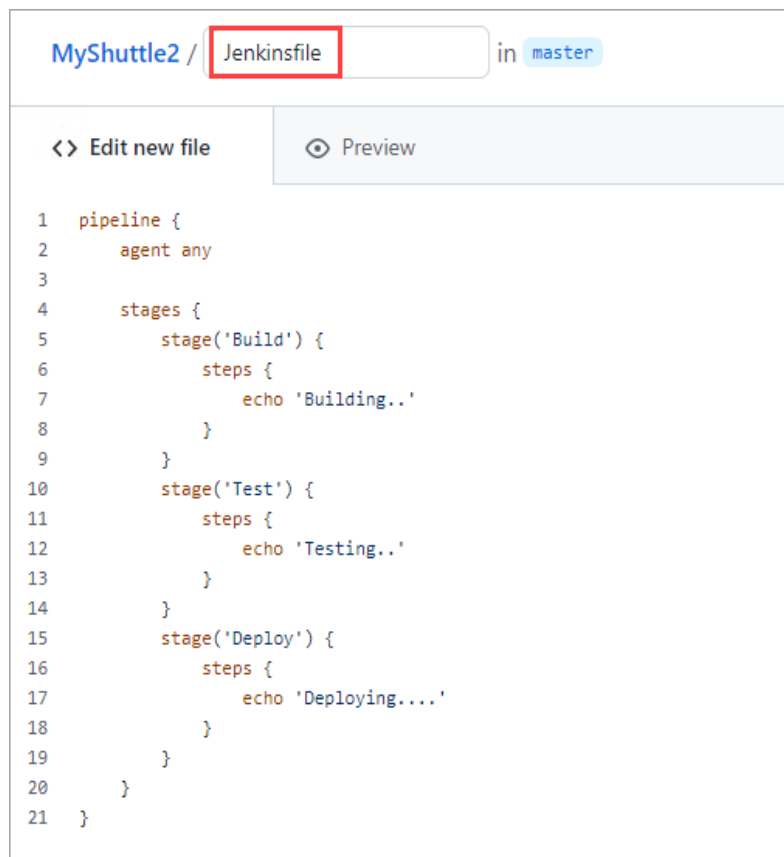 MyShuttle2 / Jenkinsfile in master
<> Edit new file Preview
1 pipeline {
2     agent any
3
4     stages {
5         stage('Build') {
6             steps {
7                 echo 'Building..'
8             }
9         }
10         stage('Test') {
11             steps {
12                 echo 'Testing..'
13             }
14         }
15         stage('Deploy') {
16             steps {
17                 echo 'Deploying....'
18             }
19         }
20     }
21 }